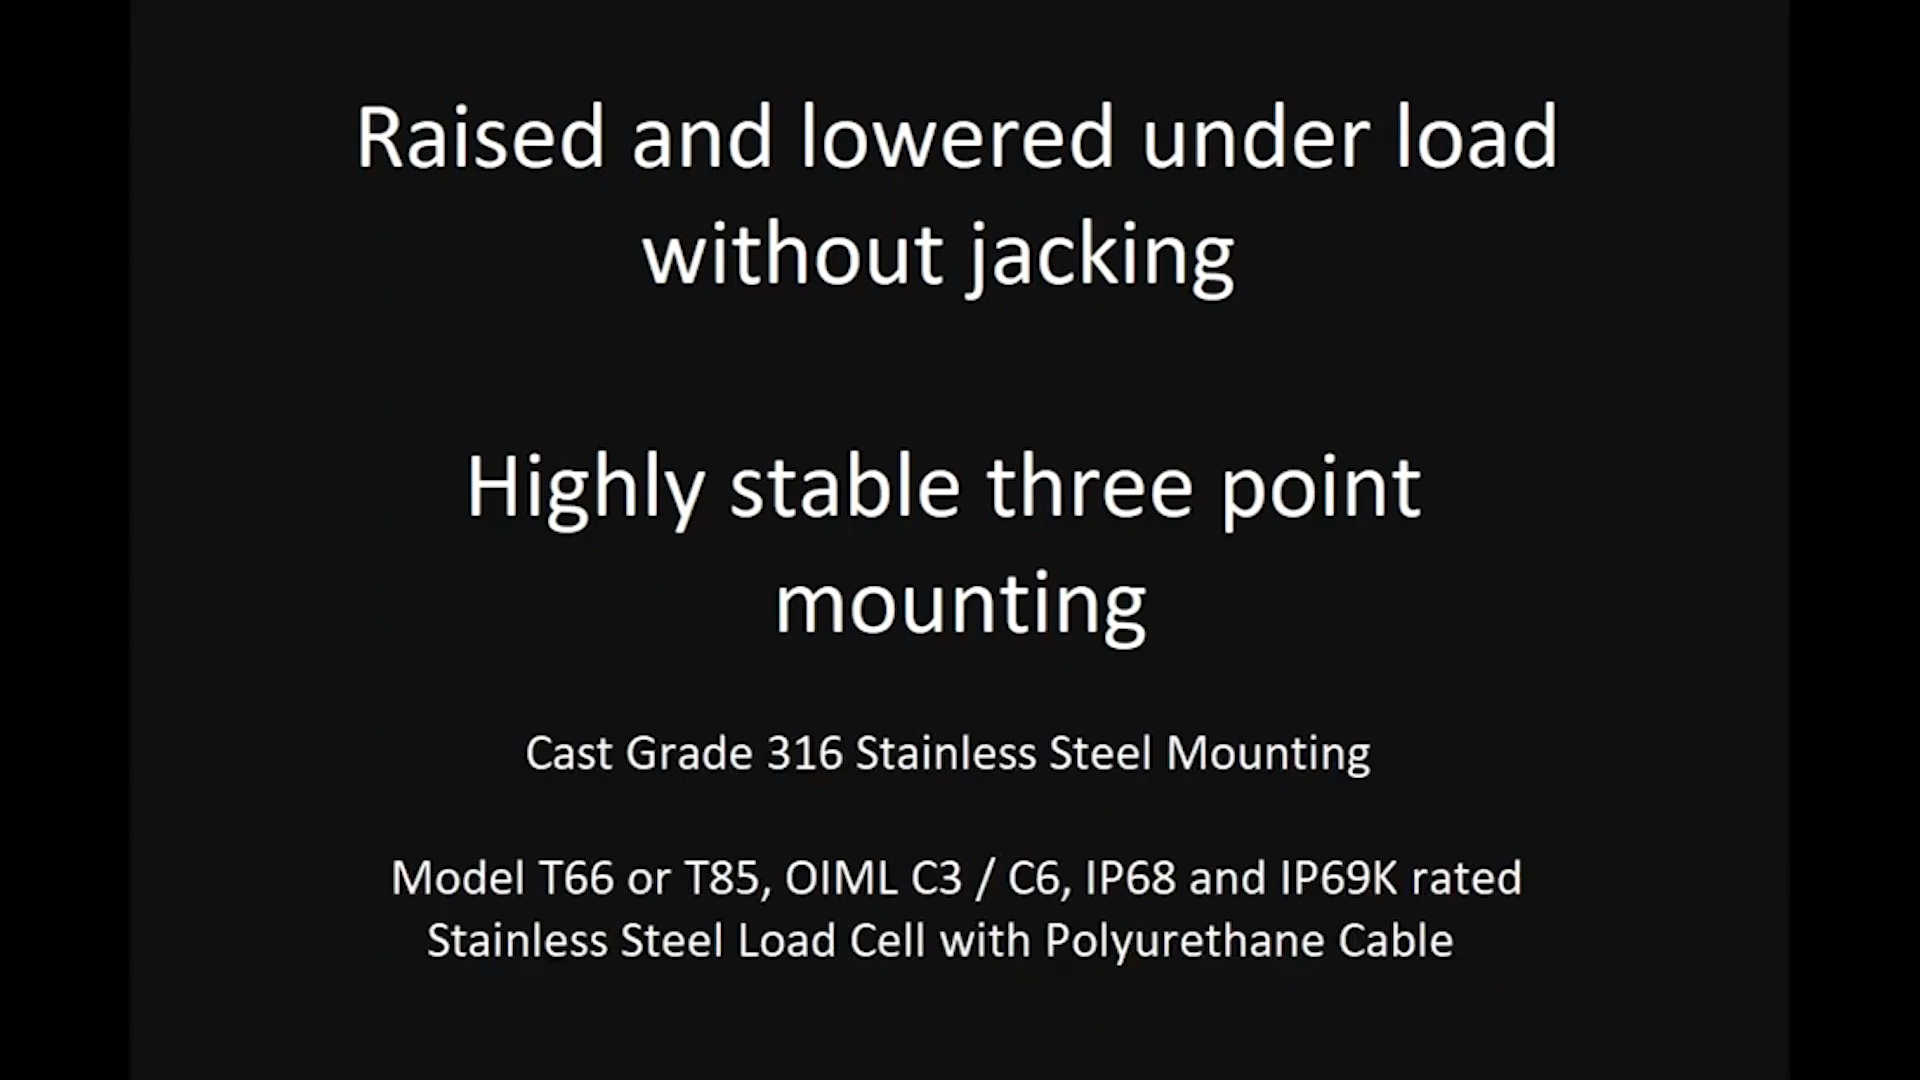 Raised and lowered under load
without jacking
Highly stable three point
mounting
Cast Grade 316 Stainless Steel Mounting
Model T66 or T85, OIML C3 / C6, IP68 and IP69K rated
Stainless Steel Load Cell with Polyurethane Cable